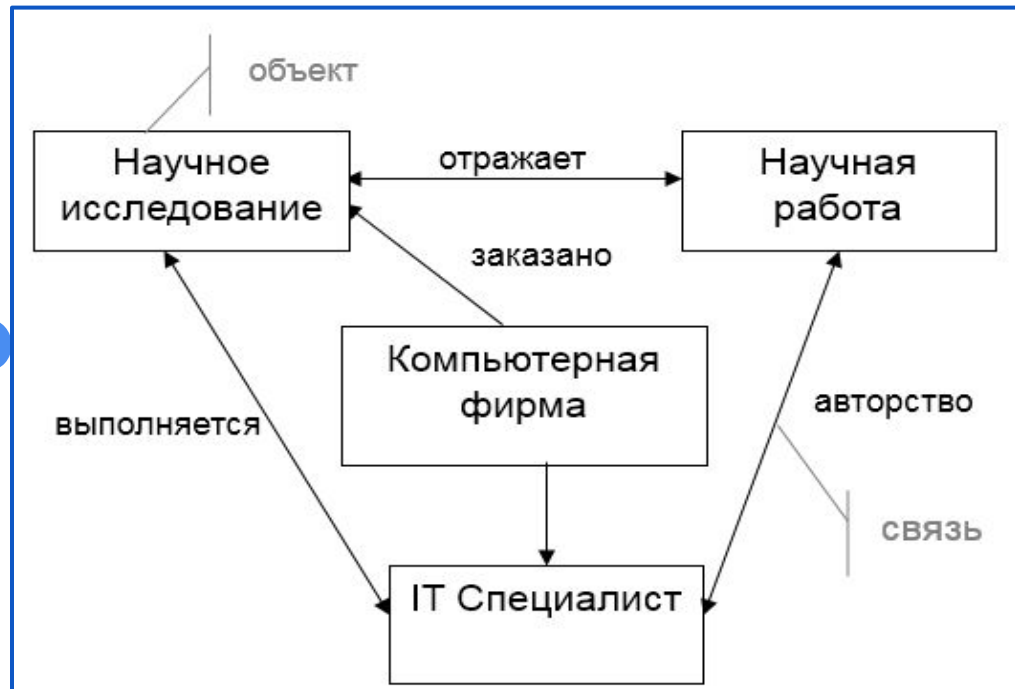 объект
Научное
исследование
отражает
Научная
работа
заказано
Компьютерная
фирма
выполняется
авторство
связь
IT Специалист